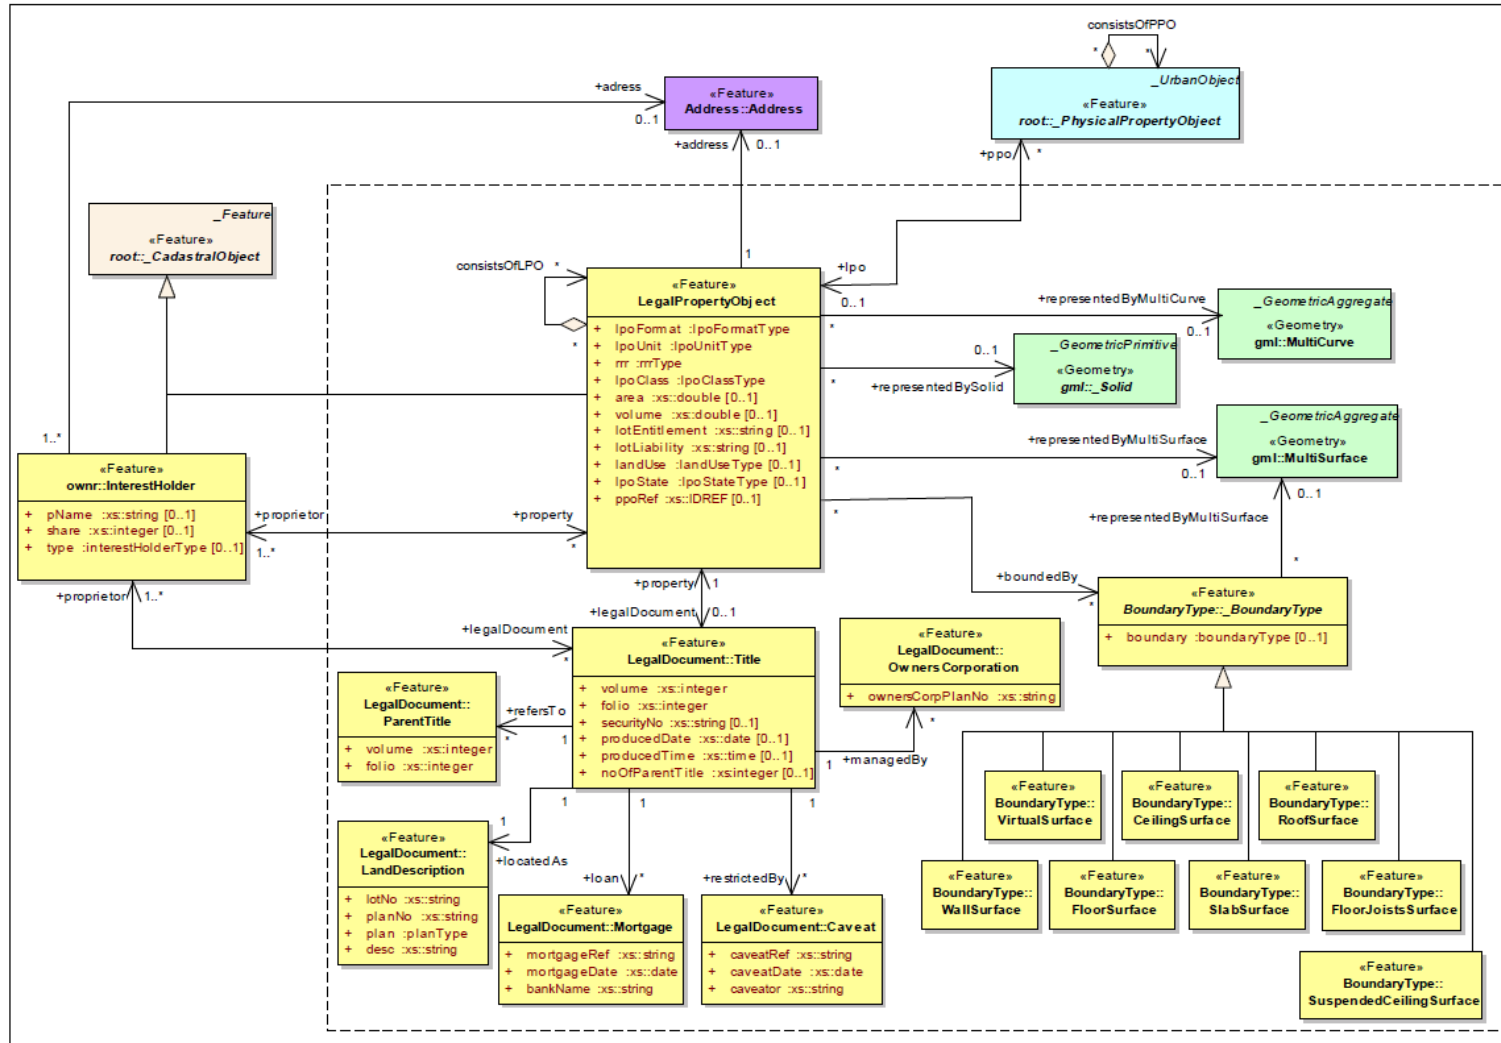 consistsOfPPO
*
*
_UrbanObject
«Feature»
root::_PhysicalPropertyObject
+ppo
*
+adress
0..1
«Feature»
Address::Address
+address
0..1
1
_Feature
«Feature»
root::_CadastralObject
consistsOfLPO
*
*
+lpo
0..1
«Feature»
LegalPropertyObject
+ lpoFormat :lpoFormatType
+ lpoUnit :lpoUnitType
+ rrr :rrrType
+ lpoClass :lpoClassType
+ area :xs::double [0..1]
+ volume :xs::double [0..1]
+ lotEntitlement :xs::string [0..1]
+ lotLiability :xs::string [0..1]
+ landUse :landUseType [0..1]
+ lpoState :lpoStateType [0..1]
+ ppoRef :xs::IDREF [0..1]
+representedByMultiCurve
*
0..1
_GeometricAggregate
«Geometry»
gml::MultiCurve
0..1
*
+representedBySolid
_GeometricPrimitive
«Geometry»
gml::_Solid
+representedByMultiSurface
*
0..1
_GeometricAggregate
«Geometry»
gml::MultiSurface
0..1
+representedByMultiSurface
*
*
+boundedBy
*
1..*
«Feature»
ownr::InterestHolder
+ pName :xs::string [0..1]
+ share :xs::integer [0..1]
+ type :interestHolderType [0..1]
+proprietor
1..*
+property
*
+proprietor
1..*
+legalDocument
*
+property
1
+legalDocument
0..1
«Feature»
BoundaryType::_BoundaryType
+ boundary :boundaryType [0..1]
«Feature»
LegalDocument::Title
+ volume :xs::integer
+ folio :xs::integer
+ securityNo :xs::string [0..1]
+ producedDate :xs::date [0..1]
+ producedTime :xs::time [0..1]
+ noOfParentTitle :xs:integer [0..1]
«Feature»
LegalDocument::
OwnersCorporation
+ ownersCorpPlanNo :xs::string
*
1
+managedBy
«Feature»
LegalDocument::
ParentTitle
+ volume :xs::integer
+ folio :xs::integer
+refersTo
*
1
1
1
+locatedAs
«Feature»
LegalDocument::
LandDescription
+ lotNo :xs::string
+ planNo :xs::string
+ plan :planType
+ desc :xs::string
1
+loan
*
«Feature»
LegalDocument::Mortgage
+ mortgageRef :xs::string
+ mortgageDate :xs::date
+ bankName :xs::string
1
+restrictedBy
*
«Feature»
LegalDocument::Caveat
+ caveatRef :xs::string
+ caveatDate :xs::date
+ caveator :xs::string
«Feature»
BoundaryType::
VirtualSurface
«Feature»
BoundaryType::
CeilingSurface
«Feature»
BoundaryType::
RoofSurface
«Feature»
BoundaryType::
WallSurface
«Feature»
BoundaryType::
FloorSurface
«Feature»
BoundaryType::
SlabSurface
«Feature»
BoundaryType::
FloorJoistsSurface
«Feature»
BoundaryType::
SuspendedCeilingSurface